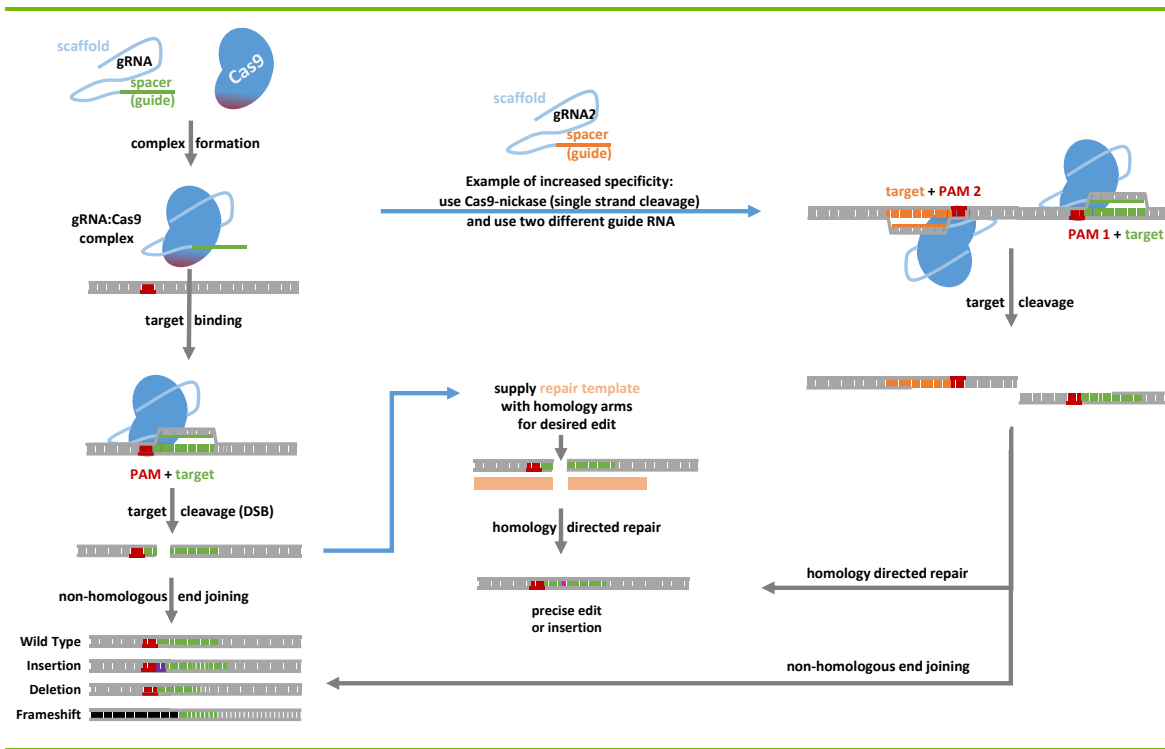 scaffold
gRNA
spacer
(guide)
Cas9
complex formation
gRNA:Cas9
complex
target binding
PAM + target
target cleavage (DSB)
non-homologous end joining
Wild Type
Insertion
Deletion
Frameshift
scaffold
gRNA2
spacer
(guide)
Example of increased specificity:
use Cas9-nickase (single strand cleavage)
and use two different guide RNA
supply repair template
with homology arms
for desired edit
homology directed repair
precise edit
or insertion
target + PAM 2
PAM 1 + target
target cleavage
homology directed repair
non-homologous end joining